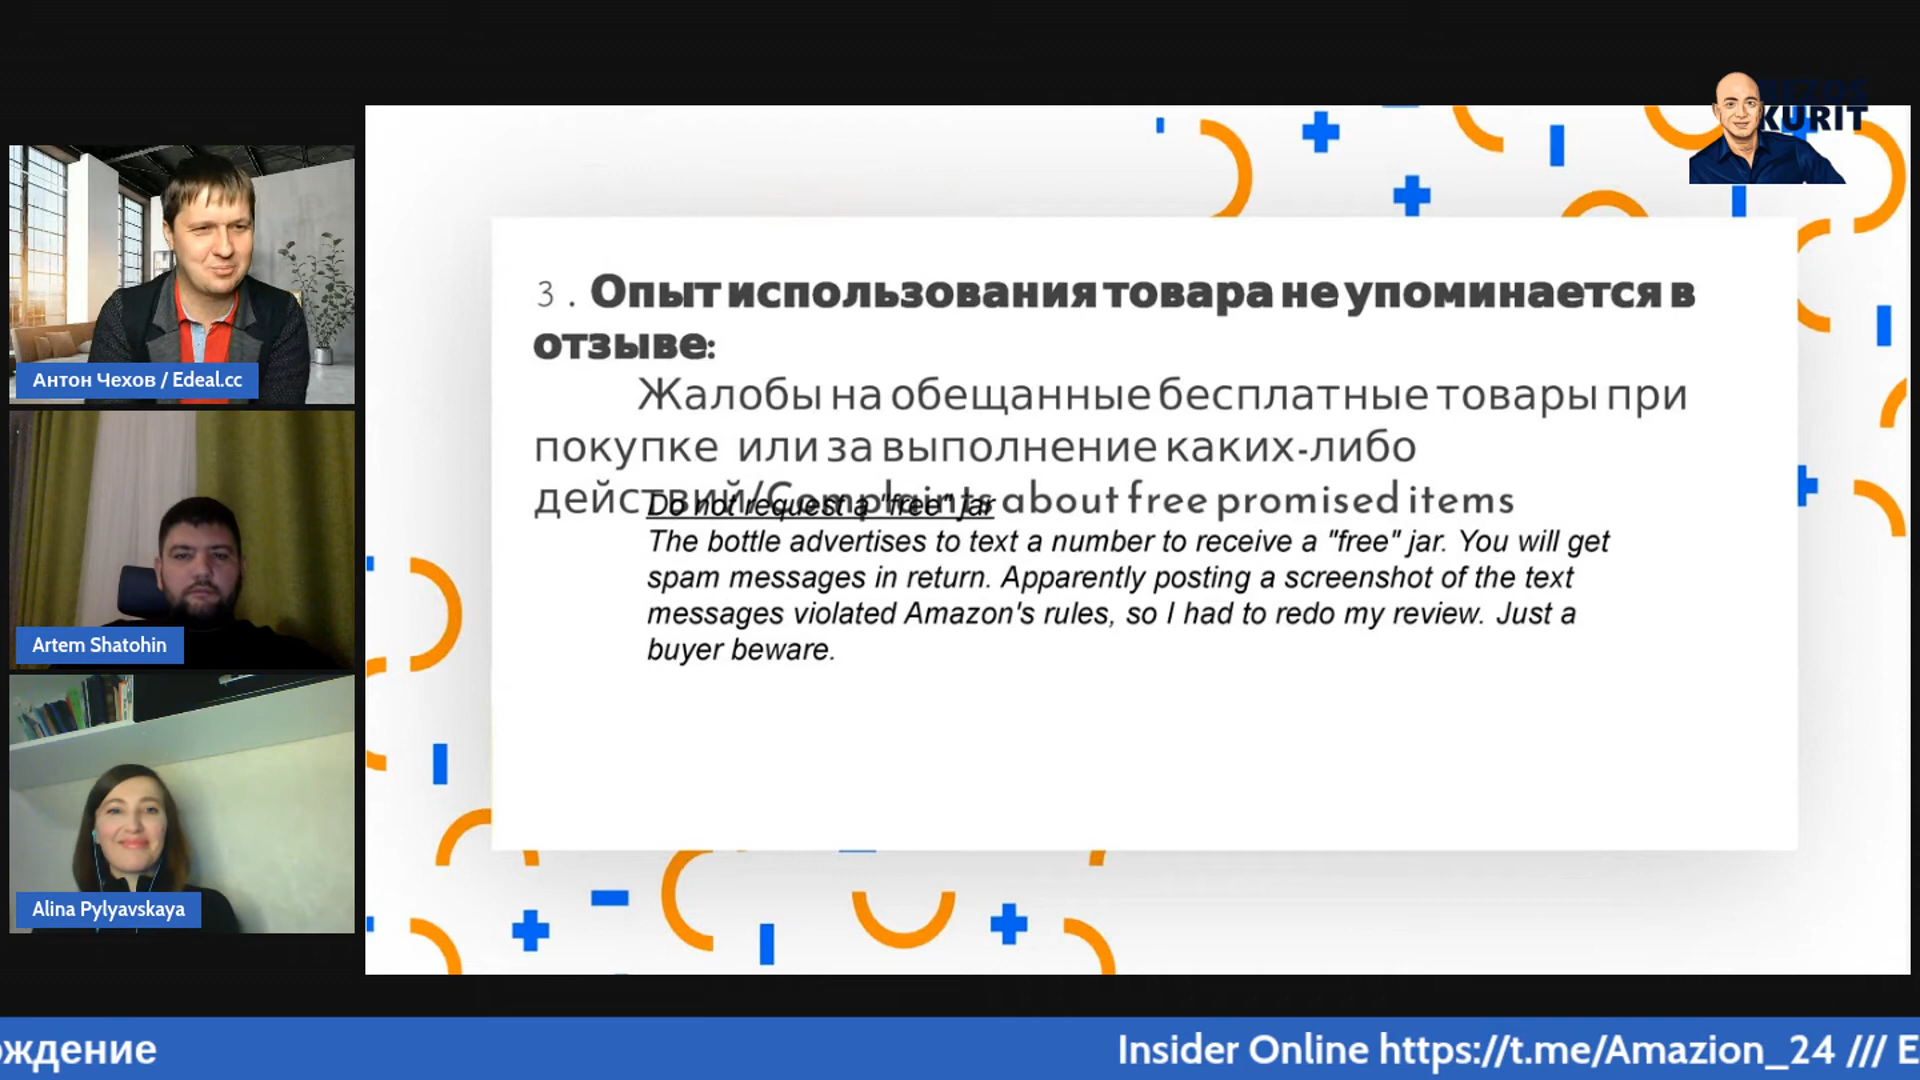 BEZOS
KURIT
Антон Чехов / Edeal.cc
Artem Shatohin
Alina Pylyavskaya
3. Опыт использования товара не упоминается в
отзыве:
Жалобы на обещанные бесплатные товары при
покупке или за выполнение каких-либо
действий/Complaints about free promised items
Do not request a "free" jar
The bottle advertises to text a number to receive a "free" jar. You will get
spam messages in return. Apparently posting a screenshot of the text
messages violated Amazon's rules, so I had to redo my review. Just a
buyer beware.
Insider Online https://t.me/Amazion_24 /// E